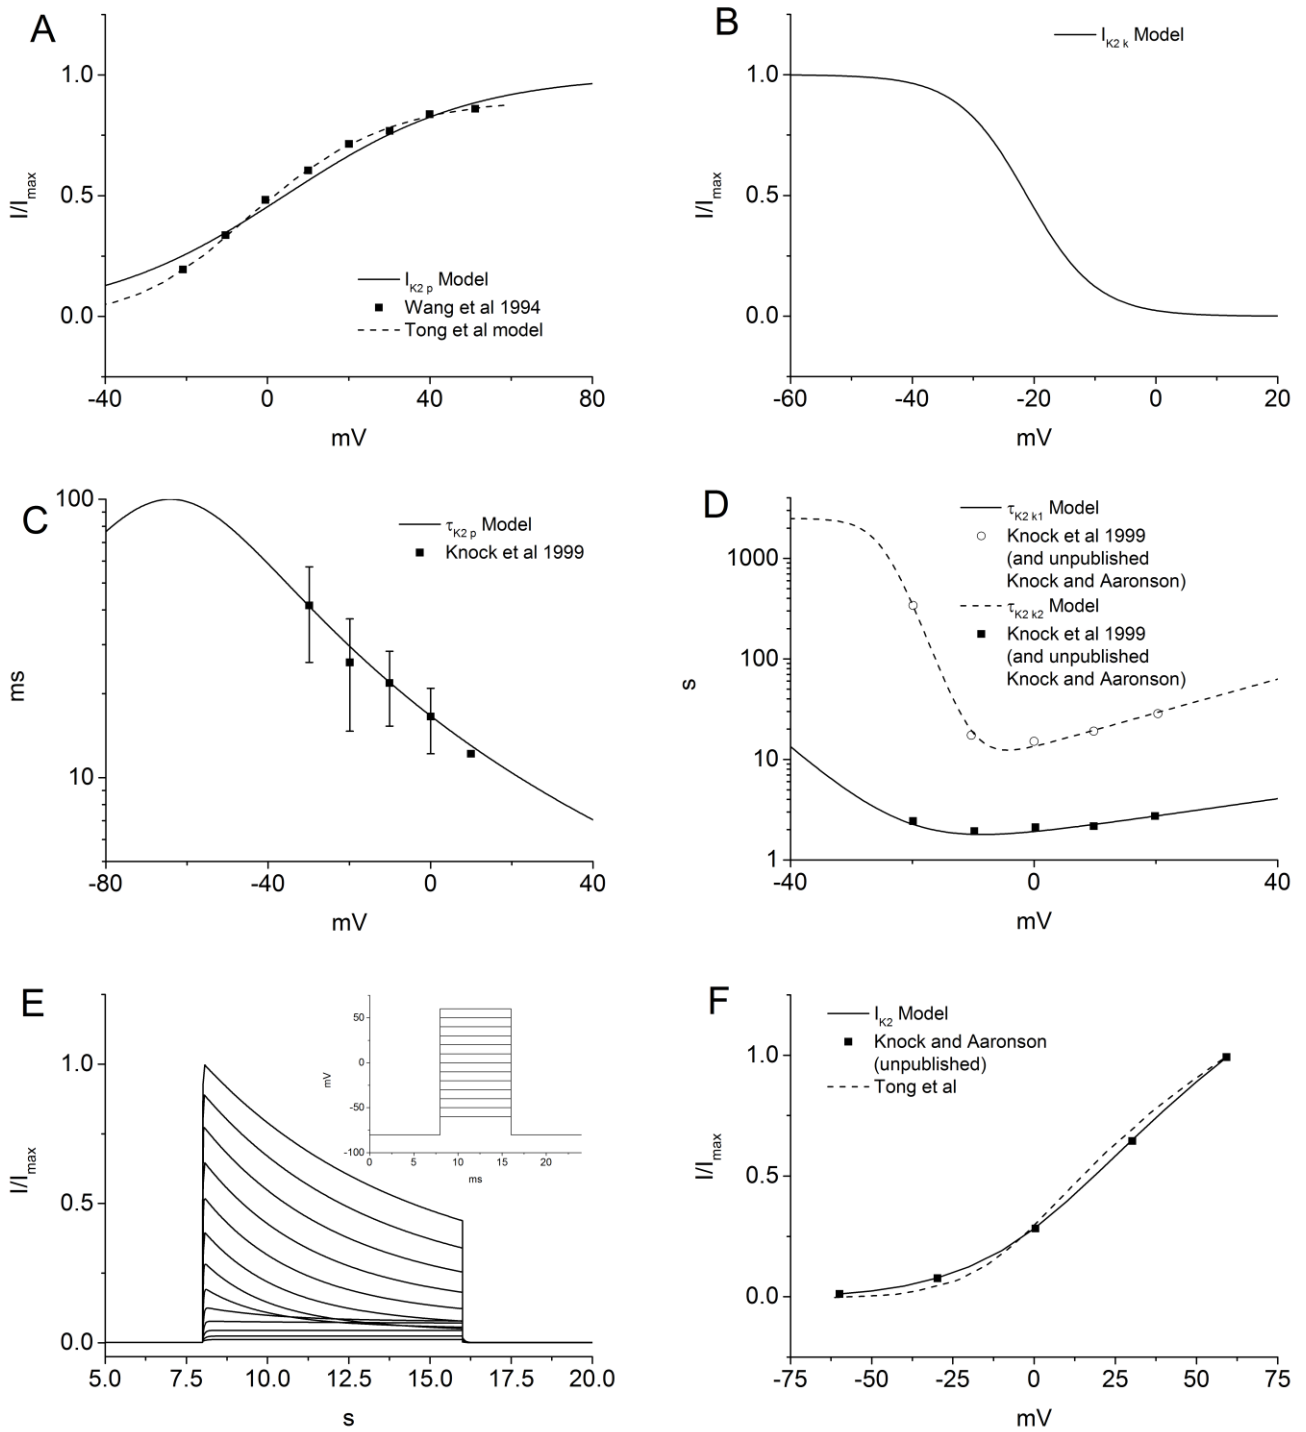 A
1.0
0.5
0.0
I/Imax
IK2 p Model
Wang et al 1994
Tong et al model
-40 0 40 80
mV
B
1.0
0.5
0.0
I/Imax
IK2 k Model
-60 -40 -20 0 20
mV
C
100
10
ms
τK2 p Model
Knock et al 1999
-80 -40 0 40
mV
D
1000
100
10
1
s
τK2 k1 Model
Knock et al 1999
(and unpublished
Knock and Aaronson)
τK2 k2 Model
Knock et al 1999
(and unpublished
Knock and Aaronson)
-40 0 40
mV
E
1.0
0.5
0.0
I/Imax
50
0
-50
-100
mV
0 5 10 15 20
ms
5.0 7.5 10.0 12.5 15.0 17.5 20.0
s
F
1.0
0.5
0.0
I/Imax
IK2 Model
Knock and Aaronson
(unpublished)
Tong et al
-75 -50 -25 0 25 50 75
mV